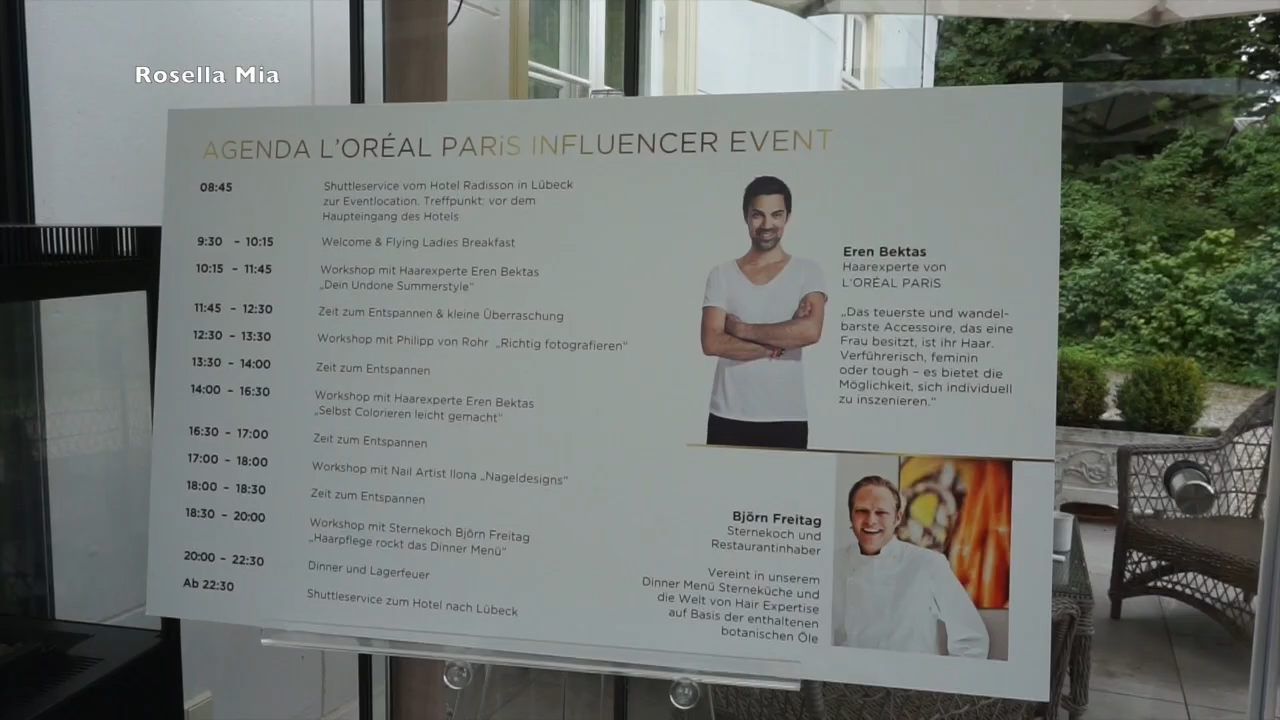 Rosella Mia
AGENDA L'ORÉAL PARiS INFLUENCER EVENT
08:45 Shuttleservice vom Hotel Radisson in Lübeck
zur Eventlocation. Treffpunkt: vor dem
Haupteingang des Hotels
9:30 - 10:15 Welcome & Flying Ladies Breakfast
10:15 - 11:45 Workshop mit Haarexperte Eren Bektas
„Dein Undone Summerstyle"
11:45 - 12:30 Zeit zum Entspannen & kleine Überraschung
12:30 - 13:30 Workshop mit Philipp von Rohr „Richtig fotografieren"
13:30 - 14:00 Zeit zum Entspannen
14:00 - 16:30 Workshop mit Haarexperte Eren Bektas
„Selbst Colorieren leicht gemacht"
16:30 - 17:00 Zeit zum Entspannen
17:00 - 18:00 Workshop mit Nail Artist Ilona „Nageldesigns"
18:00 - 18:30 Zeit zum Entspannen
18:30 - 20:00 Workshop mit Sternekoch Björn Freitag
„Haarpflege rockt das Dinner Menü"
20:00 - 22:30 Dinner und Lagerfeuer
Ab 22:30 Shuttleservice zum Hotel nach Lübeck
Eren Bektas
Haarexperte von
L'ORÉAL PARiS
„Das teuerste und wandel-
barste Accessoire, das eine
Frau besitzt, ist ihr Haar.
Verführerisch, feminin
oder tough – es bietet die
Möglichkeit, sich individuell
zu inszenieren."
Björn Freitag
Sternekoch und
Restaurantinhaber
Vereint in unserem
Dinner Menü Sterneküche und
die Welt von Hair Expertise
auf Basis der enthaltenen
botanischen Öle